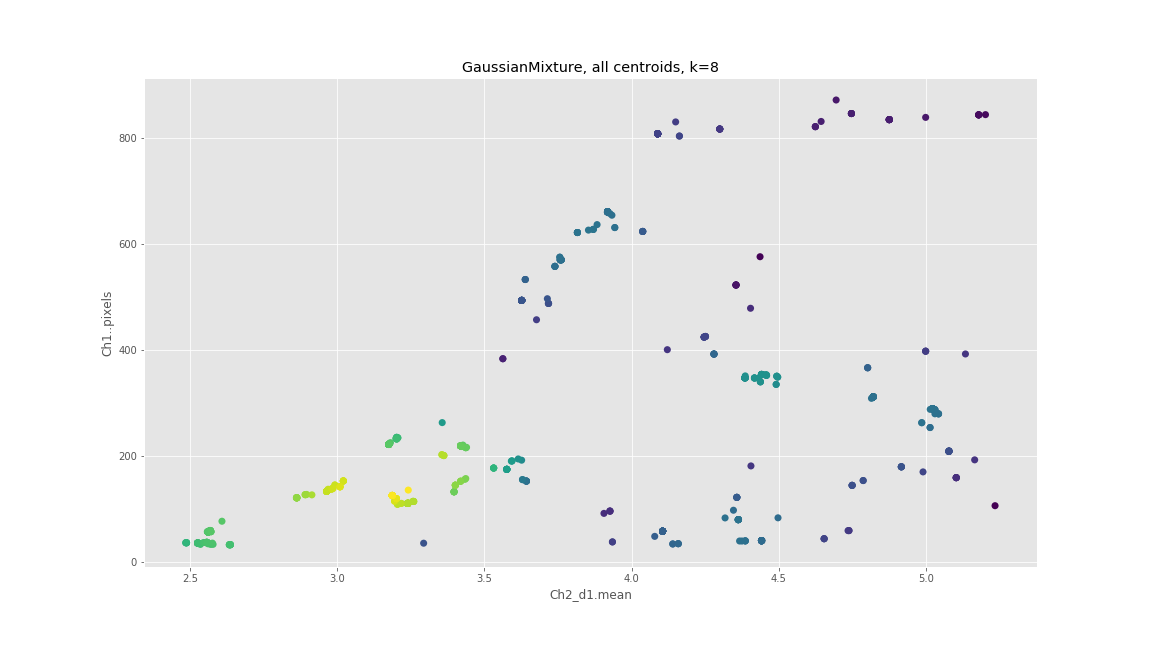 GaussianMixture, all centroids, k=8
800
600
400
200
0
Ch1..pixels
2.5 3.0 3.5 4.0 4.5 5.0
Ch2_d1.mean